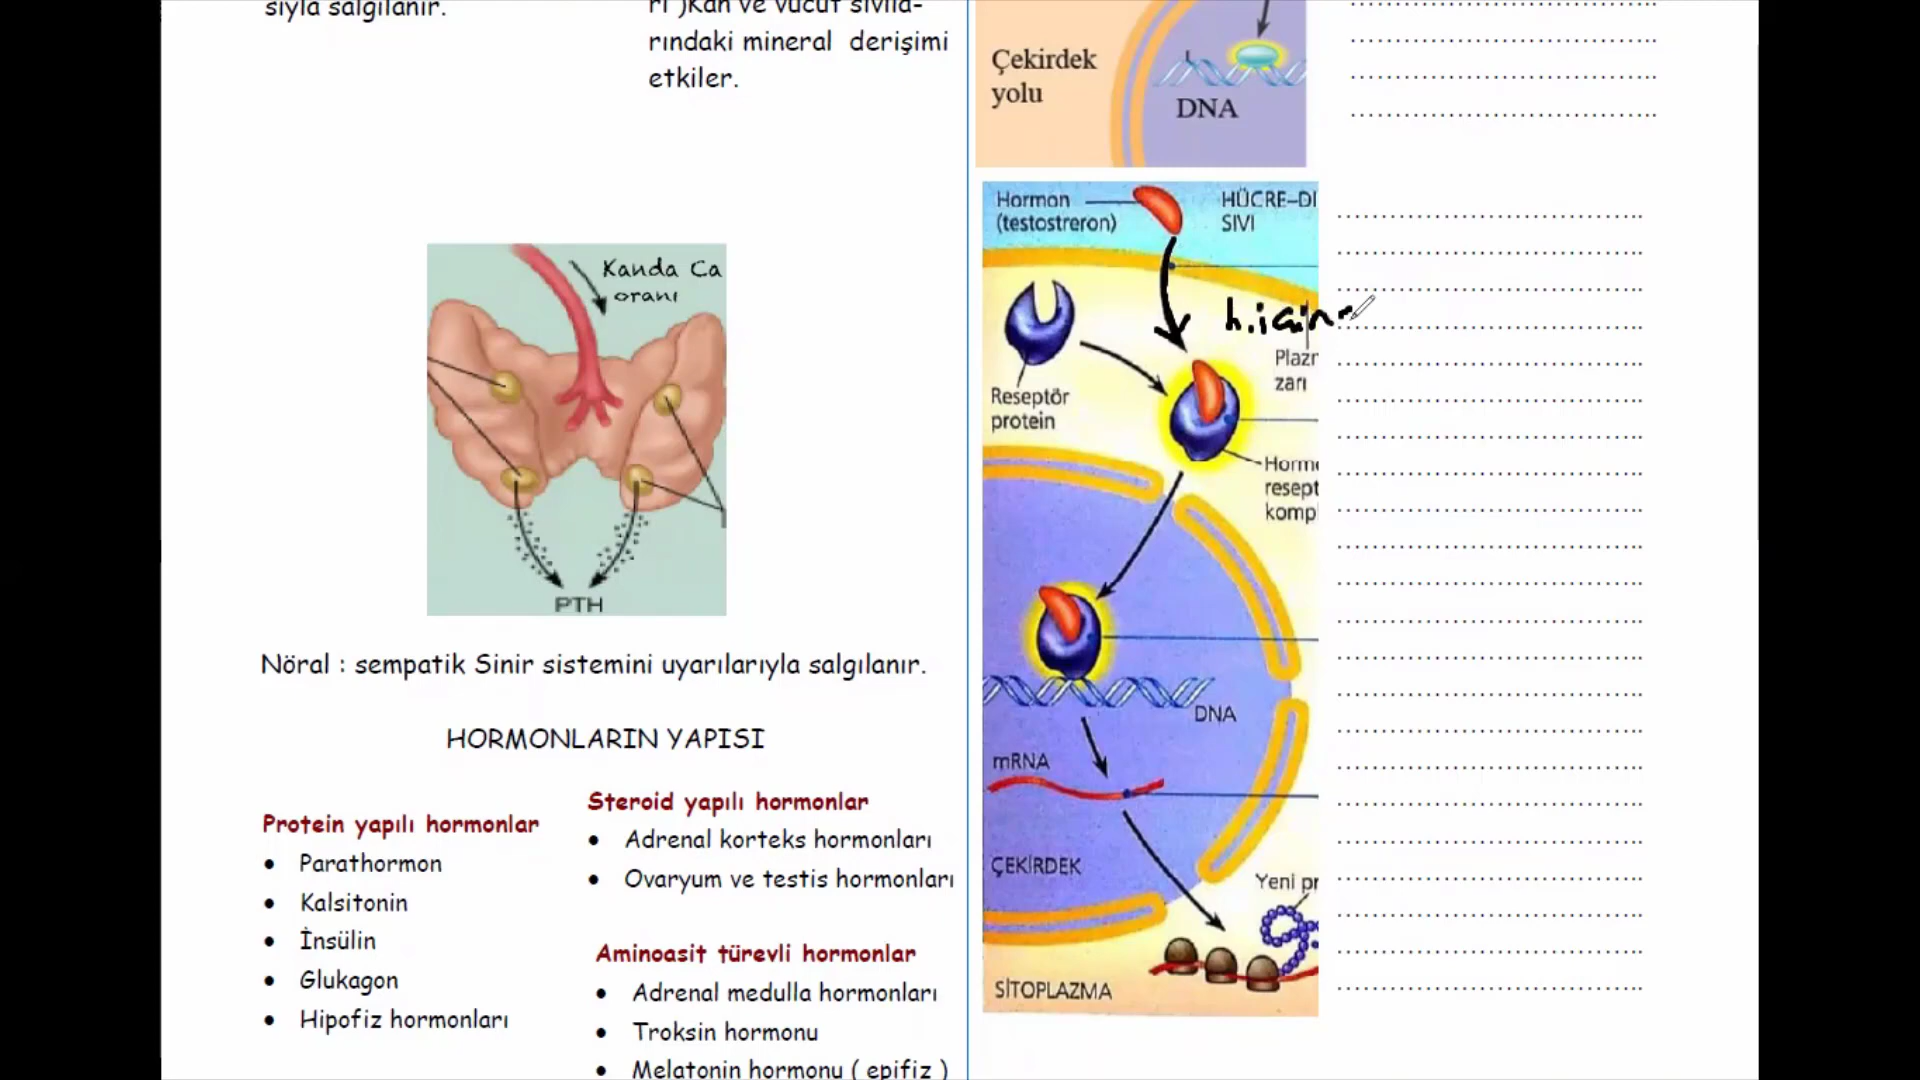 sıyla salgılanır.
rı )Kan ve vücut sıvıla-
rındaki mineral derişimi
etkiler.
Kanda Ca
oranı
PTH
Nöral : sempatik Sinir sistemini uyarılarıyla salgılanır.
HORMONLARIN YAPISI
Protein yapılı hormonlar
• Parathormon
• Kalsitonin
• İnsülin
• Glukagon
• Hipofiz hormonları
Steroid yapılı hormonlar
• Adrenal korteks hormonları
• Ovaryum ve testis hormonları
Aminoasit türevli hormonlar
• Adrenal medulla hormonları
• Troksin hormonu
• Melatonin hormonu ( epifiz )
Çekirdek
yolu
DNA
Hormon
(testostreron)
HÜCRE-DI
SIVI
Plazr
zarı
Reseptör
protein
Horm
resept
komp
DNA
mRNA
ÇEKİRDEK
Yeni pr
SİTOPLAZMA